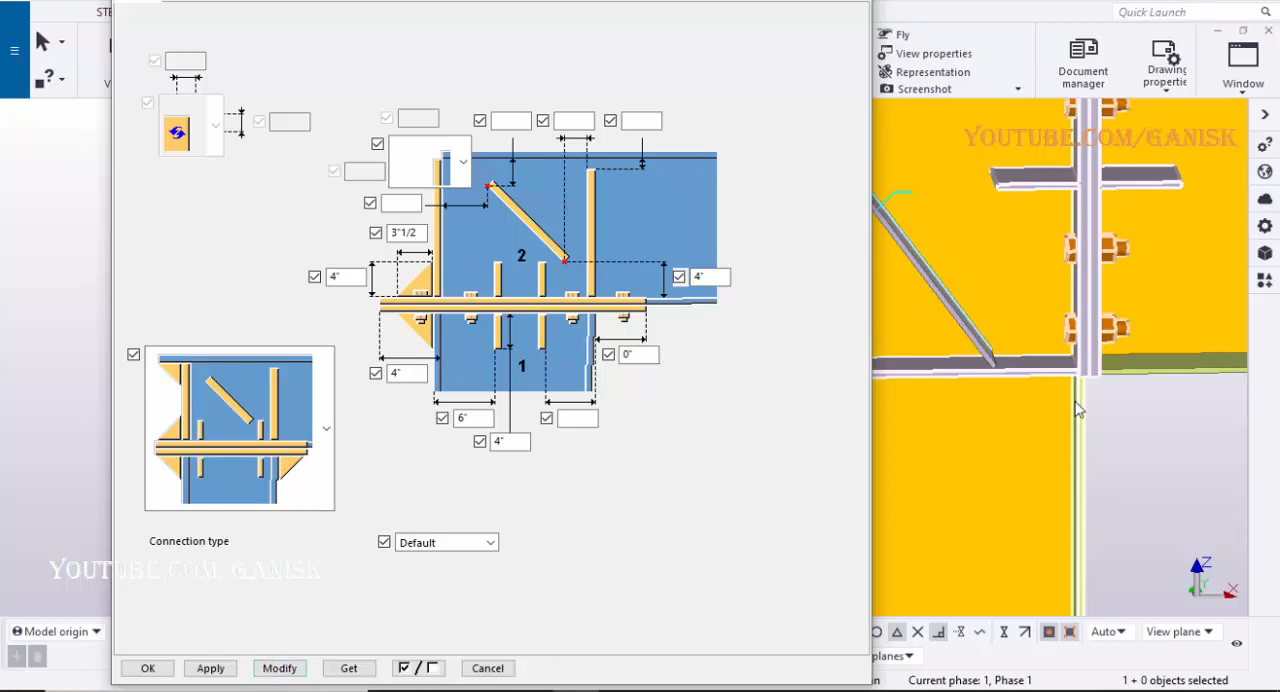 STE
Quick Launch
Fly
View properties
Representation
Screenshot
Document
manager
Drawing
propertie
Window
YOUTUBE.COM/GANISK
3"1/2
2
4"
4"
0"
1
4"
6"
4"
Connection type
Default
YOUTUBE.COM/GANISK
Z
Y
X
Model origin
Auto
View plane
OK
Apply
Modify
Get
/
Cancel
planes
Current phase: 1, Phase 1
1 + 0 objects selected